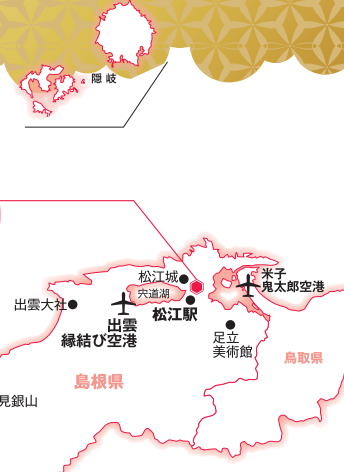 隠岐
米子
鬼太郎空港
松江城
宍道湖
出雲大社
松江駅
出雲
縁結び空港
足立
美術館
鳥取県
島根県
見銀山